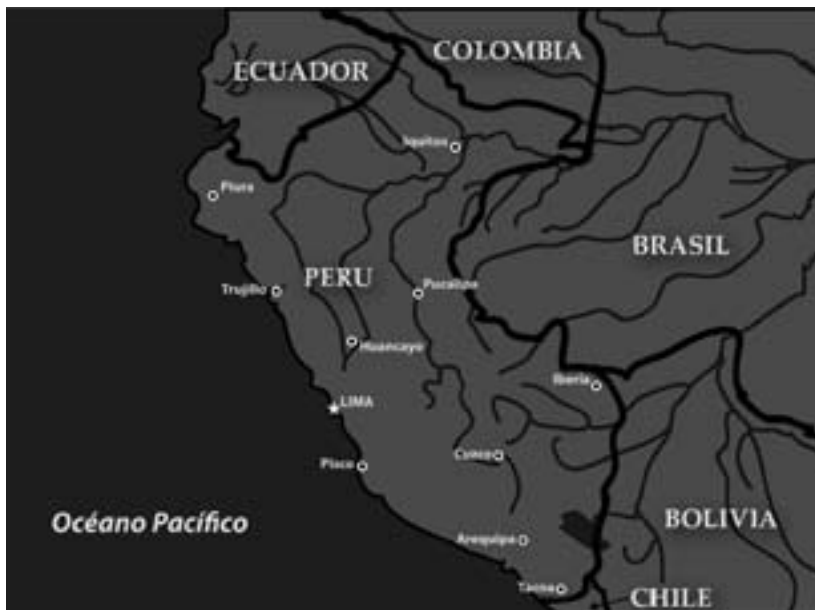 COLOMBIA
ECUADOR
Iquitos
Piura
BRASIL
PERU
Trujillo
Pucallpa
Huancayo
Iberia
LIMA
Pisco
Cusco
Océano Pacífico
BOLIVIA
Arequipa
Tacna
CHILE